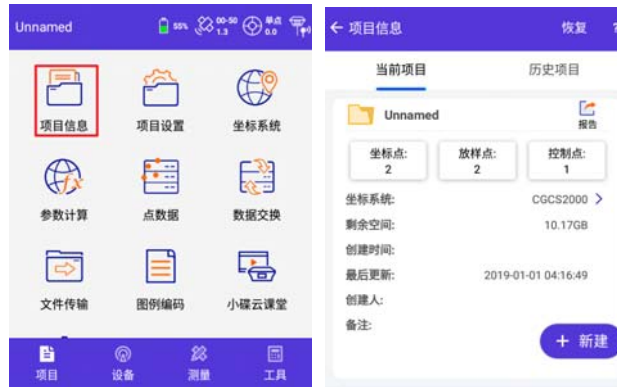 Unnamed
55%
00-50
1.3
单点
0.0
项目信息
项目设置
坐标系统
参数计算
点数据
数据交换
文件传输
图例编码
小碟云课堂
项目
设备
测量
工具
项目信息
恢复
?
当前项目
历史项目
Unnamed
报告
坐标点:
2
放样点:
2
控制点:
1
坐标系统:
CGCS2000
剩余空间:
10.17GB
创建时间:
最后更新:
2019-01-01 04:16:49
创建人:
备注:
+ 新建